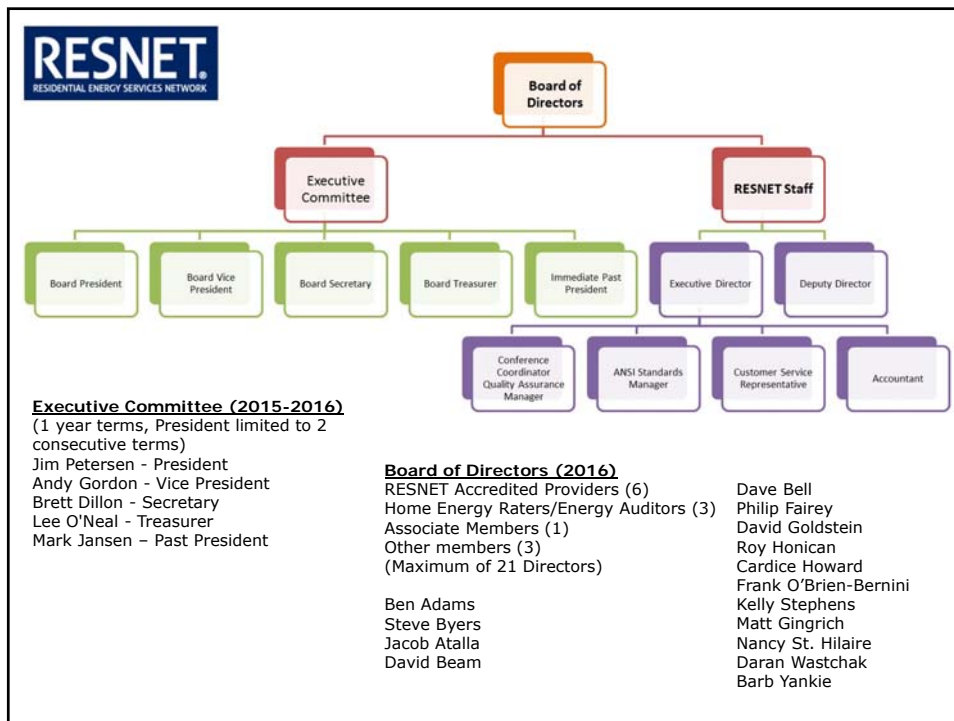 RESNET®
RESIDENTIAL ENERGY SERVICES NETWORK
Board of
Directors
Executive
Committee
RESNET Staff
Board President
Board Vice
President
Board Secretary
Board Treasurer
Immediate Past
President
Executive Director
Deputy Director
Conference
Coordinator
Quality Assurance
Manager
ANSI Standards
Manager
Customer Service
Representative
Accountant
Executive Committee (2015-2016)
(1 year terms, President limited to 2
consecutive terms)
Jim Petersen - President
Andy Gordon - Vice President
Brett Dillon - Secretary
Lee O'Neal - Treasurer
Mark Jansen – Past President
Board of Directors (2016)
RESNET Accredited Providers (6)
Home Energy Raters/Energy Auditors (3)
Associate Members (1)
Other members (3)
(Maximum of 21 Directors)
Ben Adams
Steve Byers
Jacob Atalla
David Beam
Dave Bell
Philip Fairey
David Goldstein
Roy Honican
Cardice Howard
Frank O’Brien-Bernini
Kelly Stephens
Matt Gingrich
Nancy St. Hilaire
Daran Wastchak
Barb Yankie